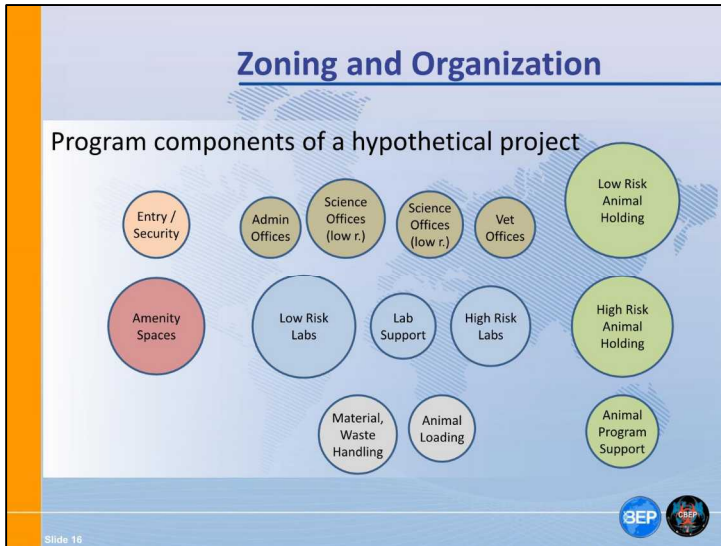 Zoning and Organization
Program components of a hypothetical project
Entry /
Security
Admin
Offices
Science
Offices
(low r.)
Science
Offices
(low r.)
Vet
Offices
Low Risk
Animal
Holding
Amenity
Spaces
Low Risk
Labs
Lab
Support
High Risk
Labs
High Risk
Animal
Holding
Material,
Waste
Handling
Animal
Loading
Animal
Program
Support
BEP
CBEP
Slide 16